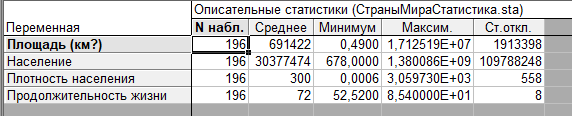 Описательные статистики (СтраныМираСтатистика.sta)
Переменная N набл. Среднее Минимум Максим. Ст.откл.
Площадь (км?) 196 691422 0,4900 1,712519E+07 1913398
Население 196 30377474 678,0000 1,380086E+09 109788248
Плотность населения 196 300 0,0006 3,059730E+03 558
Продолжительность жизни 196 72 52,5200 8,540000E+01 8